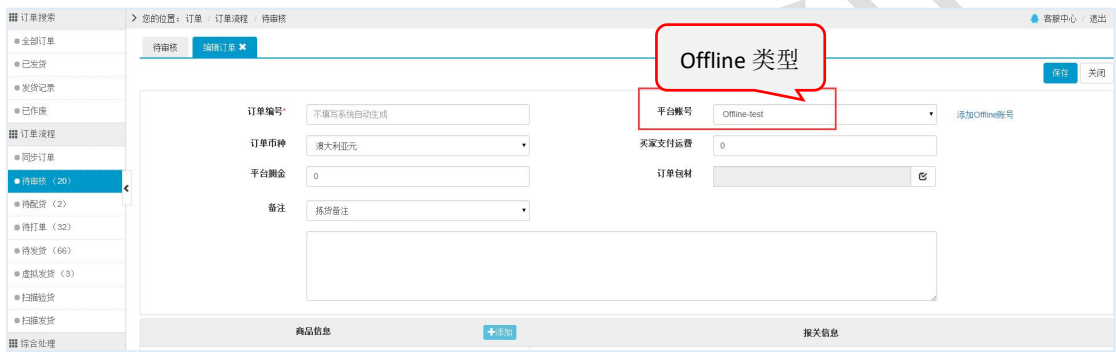 订单搜索
您的位置: 订单 / 订单流程 / 待审核
客服中心 / 退出
全部订单
已发货
发货记录
已作废
订单流程
同步订单
待审核 (20)
待配货 (2)
待打单 (32)
待发货 (66)
虚拟发货 (3)
扫描验货
扫描发货
综合处理
待审核
编辑订单 ✖
Offline 类型
保存 关闭
订单编号* 不填写系统自动生成
平台账号 Offline-test 添加Offline账号
订单币种 澳大利亚元
买家支付运费 0
平台佣金 0
订单包材
备注 拣货备注
商品信息 +添加 报关信息